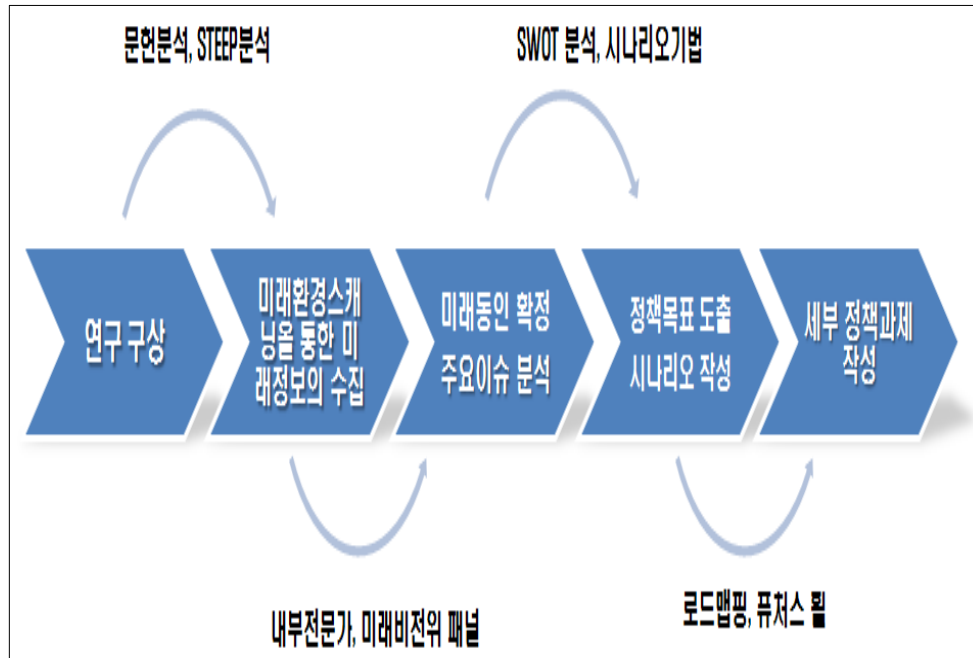 문헌분석, STEEP분석
SWOT 분석, 시나리오기법
연구 구상
미래환경스캐
닝올 통한 미
래정보의 수집
미래동인 확정
주요이슈 분석
정책목표 도출
시나리오 작성
세부 정책과제
작성
내부전문가, 미래비전위 패널
로드맵핑, 퓨처스 휠